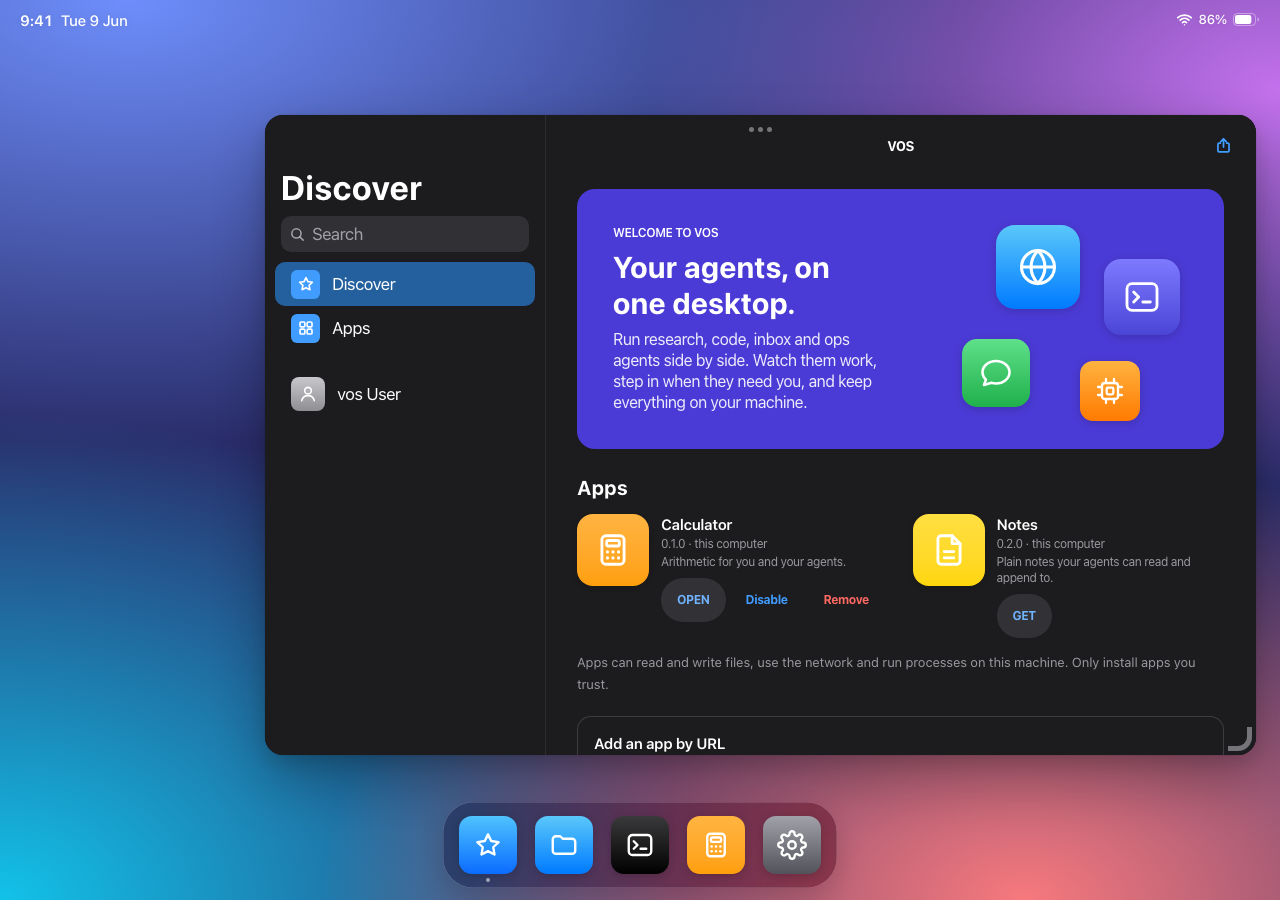 9:41 Tue 9 Jun
86%
Discover
Search
Discover
Apps
vos User
VOS
WELCOME TO VOS
Your agents, on
one desktop.
Run research, code, inbox and ops
agents side by side. Watch them work,
step in when they need you, and keep
everything on your machine.
Apps
Calculator
0.1.0 · this computer
Arithmetic for you and your agents.
OPEN Disable Remove
Notes
0.2.0 · this computer
Plain notes your agents can read and
append to.
GET
Apps can read and write files, use the network and run processes on this machine. Only install apps you
trust.
Add an app by URL